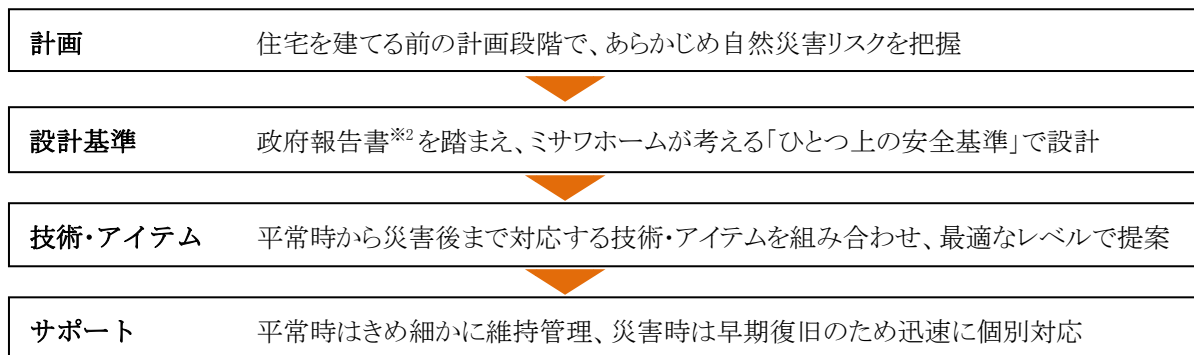 計画 住宅を建てる前の計画段階で、あらかじめ自然災害リスクを把握
設計基準 政府報告書※2を踏まえ、ミサワホームが考える「ひとつ上の安全基準」で設計
技術・アイテム 平常時から災害後まで対応する技術・アイテムを組み合わせ、最適なレベルで提案
サポート 平常時はきめ細かに維持管理、災害時は早期復旧のため迅速に個別対応